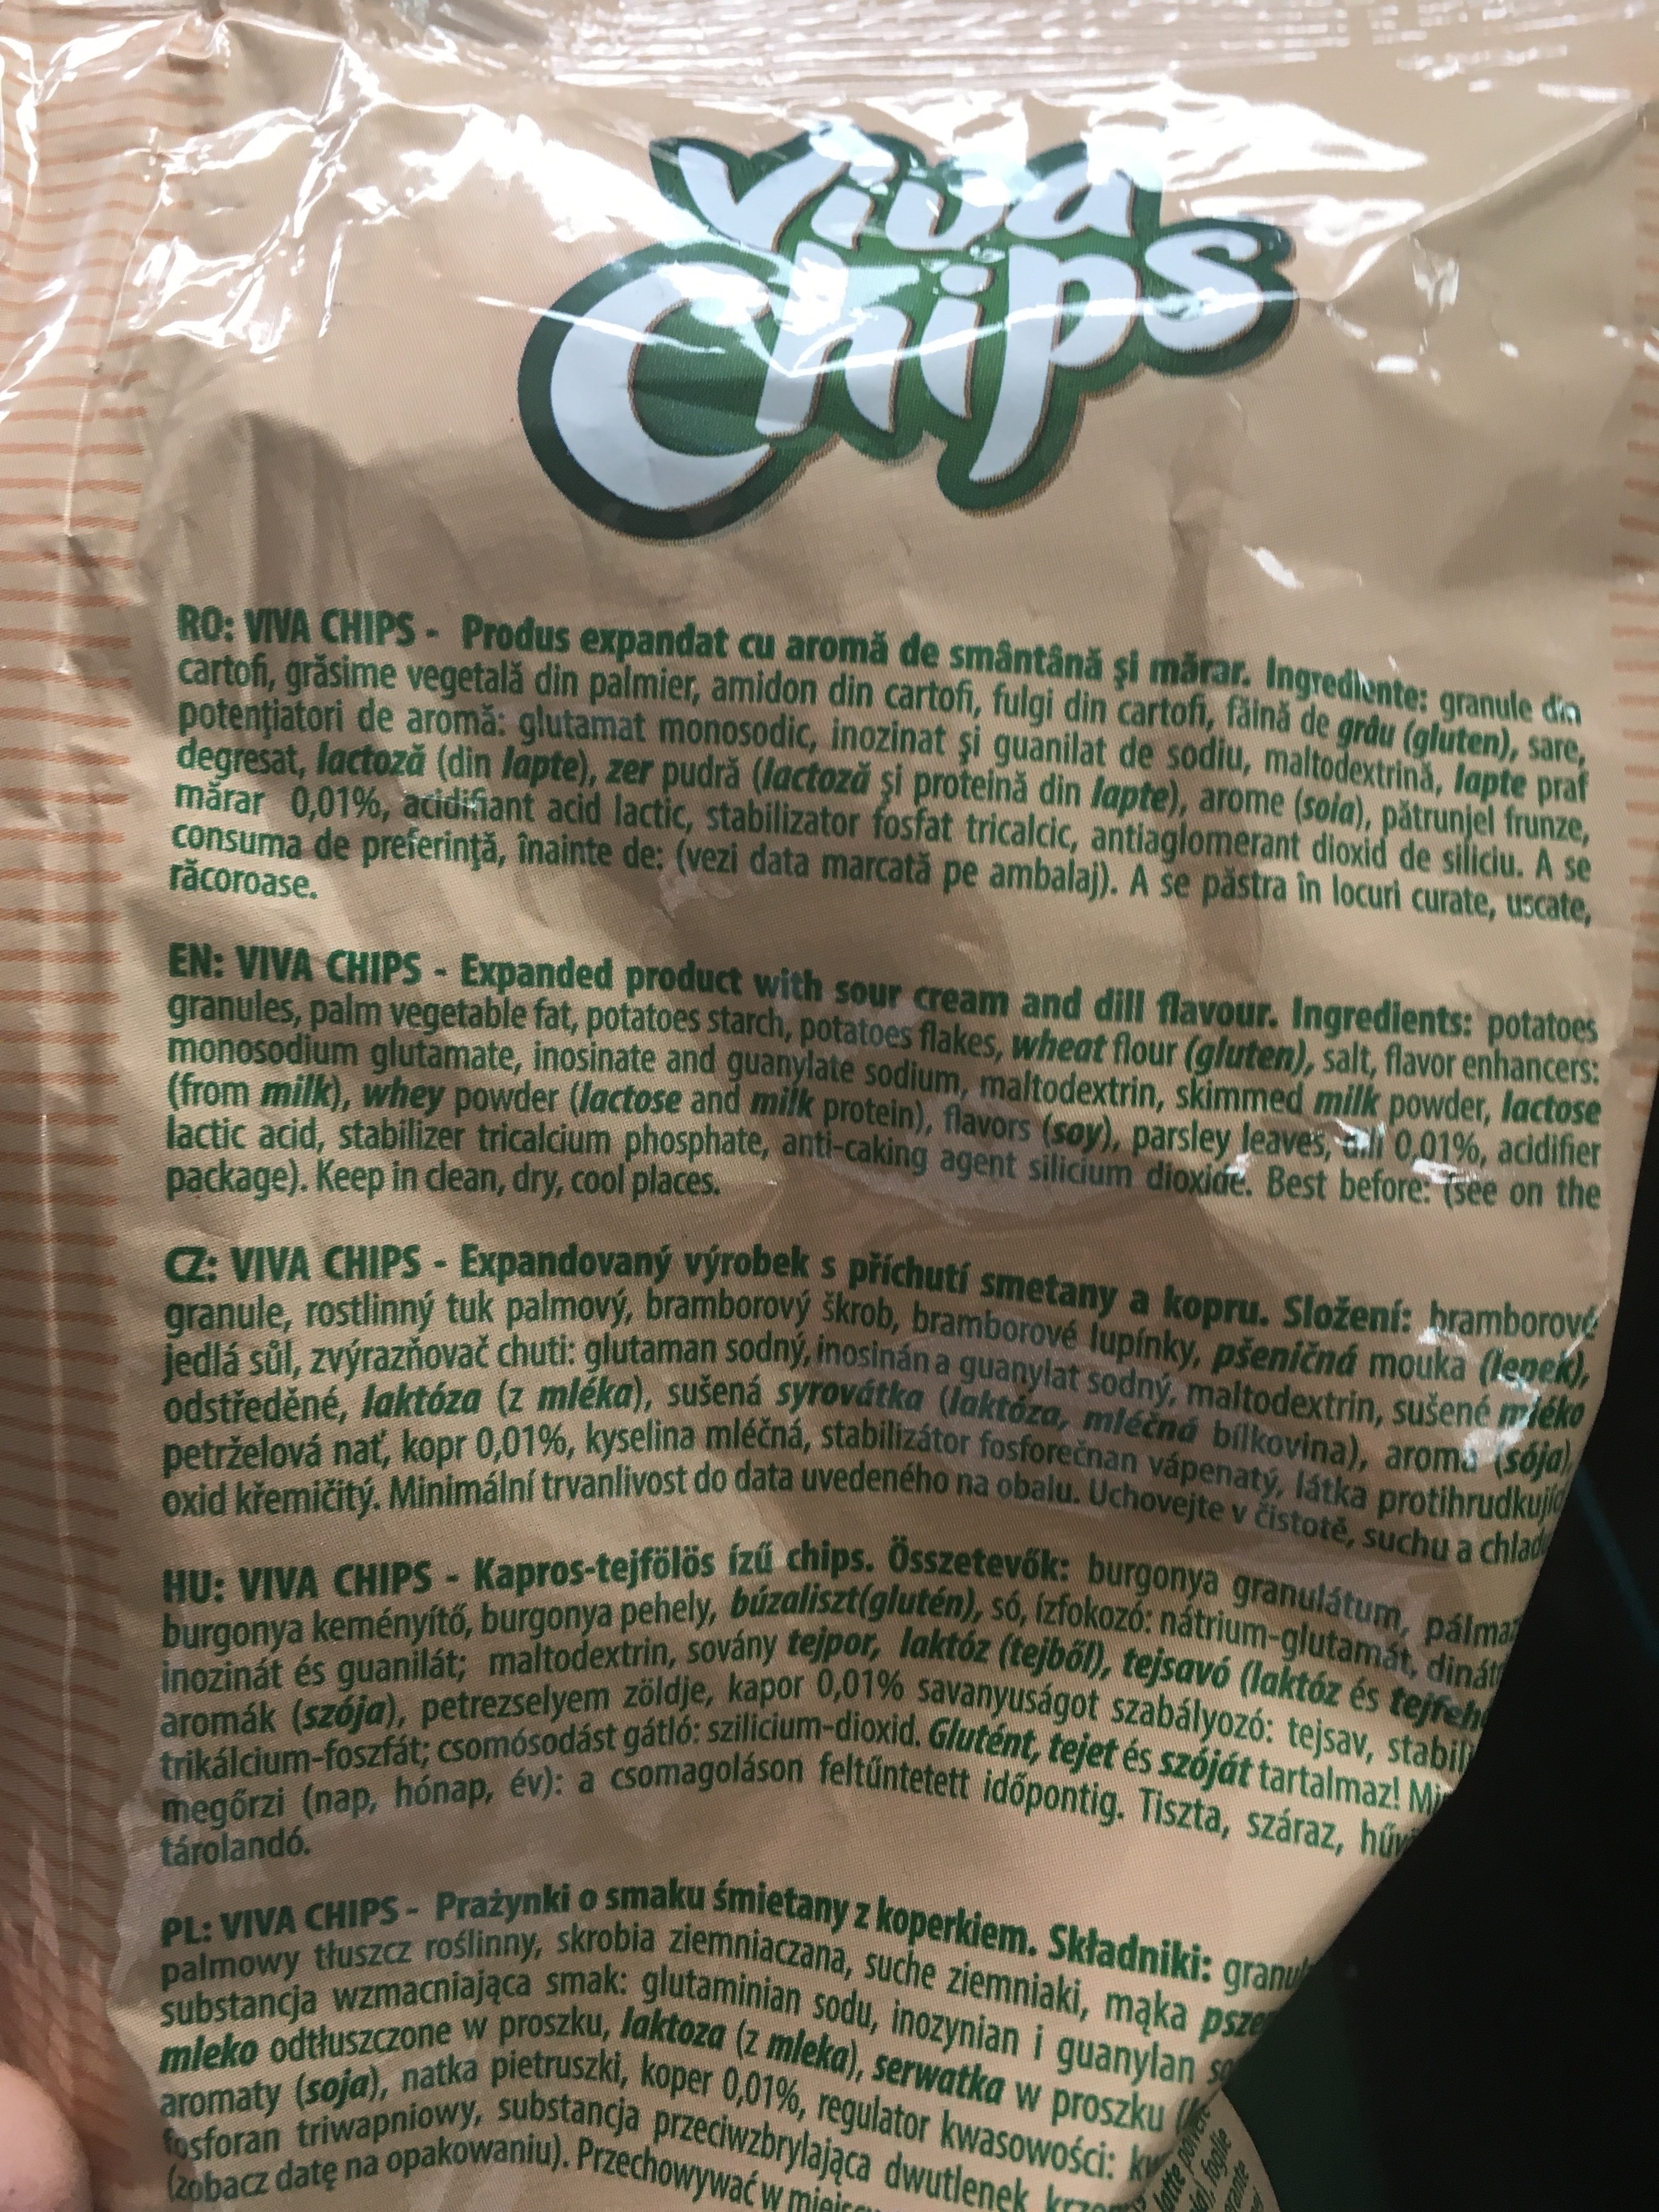 Viva
Chips
RO: VIVA CHIPS - Produs expandat cu aromă de smântână şi mărar. Ingrediente: granule din
cartofi, grăsime vegetală din palmier, amidon din cartofi, fulgi din cartofi, făină de grâu (gluten), sare,
potenţiatori de aromă: glutamat monosodic, inozinat şi guanilat de sodiu, maltodextrină, lapte praf
degresat, lactoză (din lapte), zer pudră (lactoză şi proteină din lapte), arome (soia), pătrunjel frunze,
mărar 0,01%, acidifiant acid lactic, stabilizator fosfat tricalcic, antiaglomerant dioxid de siliciu. A se
consuma de preferinţă, înainte de: (vezi data marcată pe ambalaj). A se păstra în locuri curate, uscate,
răcoroase.
EN: VIVA CHIPS - Expanded product with sour cream and dill flavour. Ingredients: potatoes
granules, palm vegetable fat, potatoes starch, potatoes flakes, wheat flour (gluten), salt, flavor enhancers:
monosodium glutamate, inosinate and guanylate sodium, maltodextrin, skimmed milk powder, lactose
(from milk), whey powder (lactose and milk protein), flavors (soy), parsley leaves, dill 0,01%, acidifier
lactic acid, stabilizer tricalcium phosphate, anti-caking agent silicium dioxide. Best before: (see on the
package). Keep in clean, dry, cool places.
CZ: VIVA CHIPS - Expandovaný výrobek s příchutí smetany a kopru. Složení: bramborové
granule, rostlinný tuk palmový, bramborový škrob, bramborové lupínky, pšeničná mouka (lepek),
jedlá sůl, zvýrazňovač chuti: glutaman sodný, inosinán a guanylat sodný, maltodextrin, sušené mléko
odstředěné, laktóza (z mléka), sušená syrovátka (laktóza, mléčná bílkovina), aroma (sója),
petrželová nať, kopr 0,01%, kyselina mléčná, stabilizátor fosforečnan vápenatý, látka
oxid křemičitý. Minimální trvanlivost do data uvedeného na obalu. Uchovejte v čistotě, suchu a
HU: VIVA CHIPS - Kapros-tejfölös ízű chips. Összetevők: burgonya granulátum,
burgonya keményítő, burgonya pehely, búzaliszt(glutén), só, ízfokozó: nátrium-glutamát,
inozinát és guanilát; maltodextrin, sovány tejpor, laktóz (tejből), tejsavó (laktóz és
aromák (szója), petrezselyem zöldje, kapor 0,01% savanyuságot szabályozó: tejsav,
trikálcium-foszfát; csomósodást gátló: szilicium-dioxid. Glutént, tejet és szóját tartalmaz!
megőrzi (nap, hónap, év): a csomagoláson feltűntetett időpontig. Tiszta, száraz,
tárolandó.
PL: VIVA CHIPS - Prażynki o smaku śmietany z koperkiem. Składniki:
palmowy tłuszcz roślinny, skrobia ziemniaczana, suche ziemniaki, mąka
substancja wzmacniająca smak: glutaminian sodu, inozynian i guanylan
mleko odtłuszczone w proszku, laktoza (z mleka), serwatka w proszku
aromaty (soja), natka pietruszki, koper 0,01%, regulator kwasowości:
fosforan triwapniowy, substancja przeciwzbrylająca dwutlenek
(zobacz datę na opakowaniu). Przechowywać w
latte
foglie